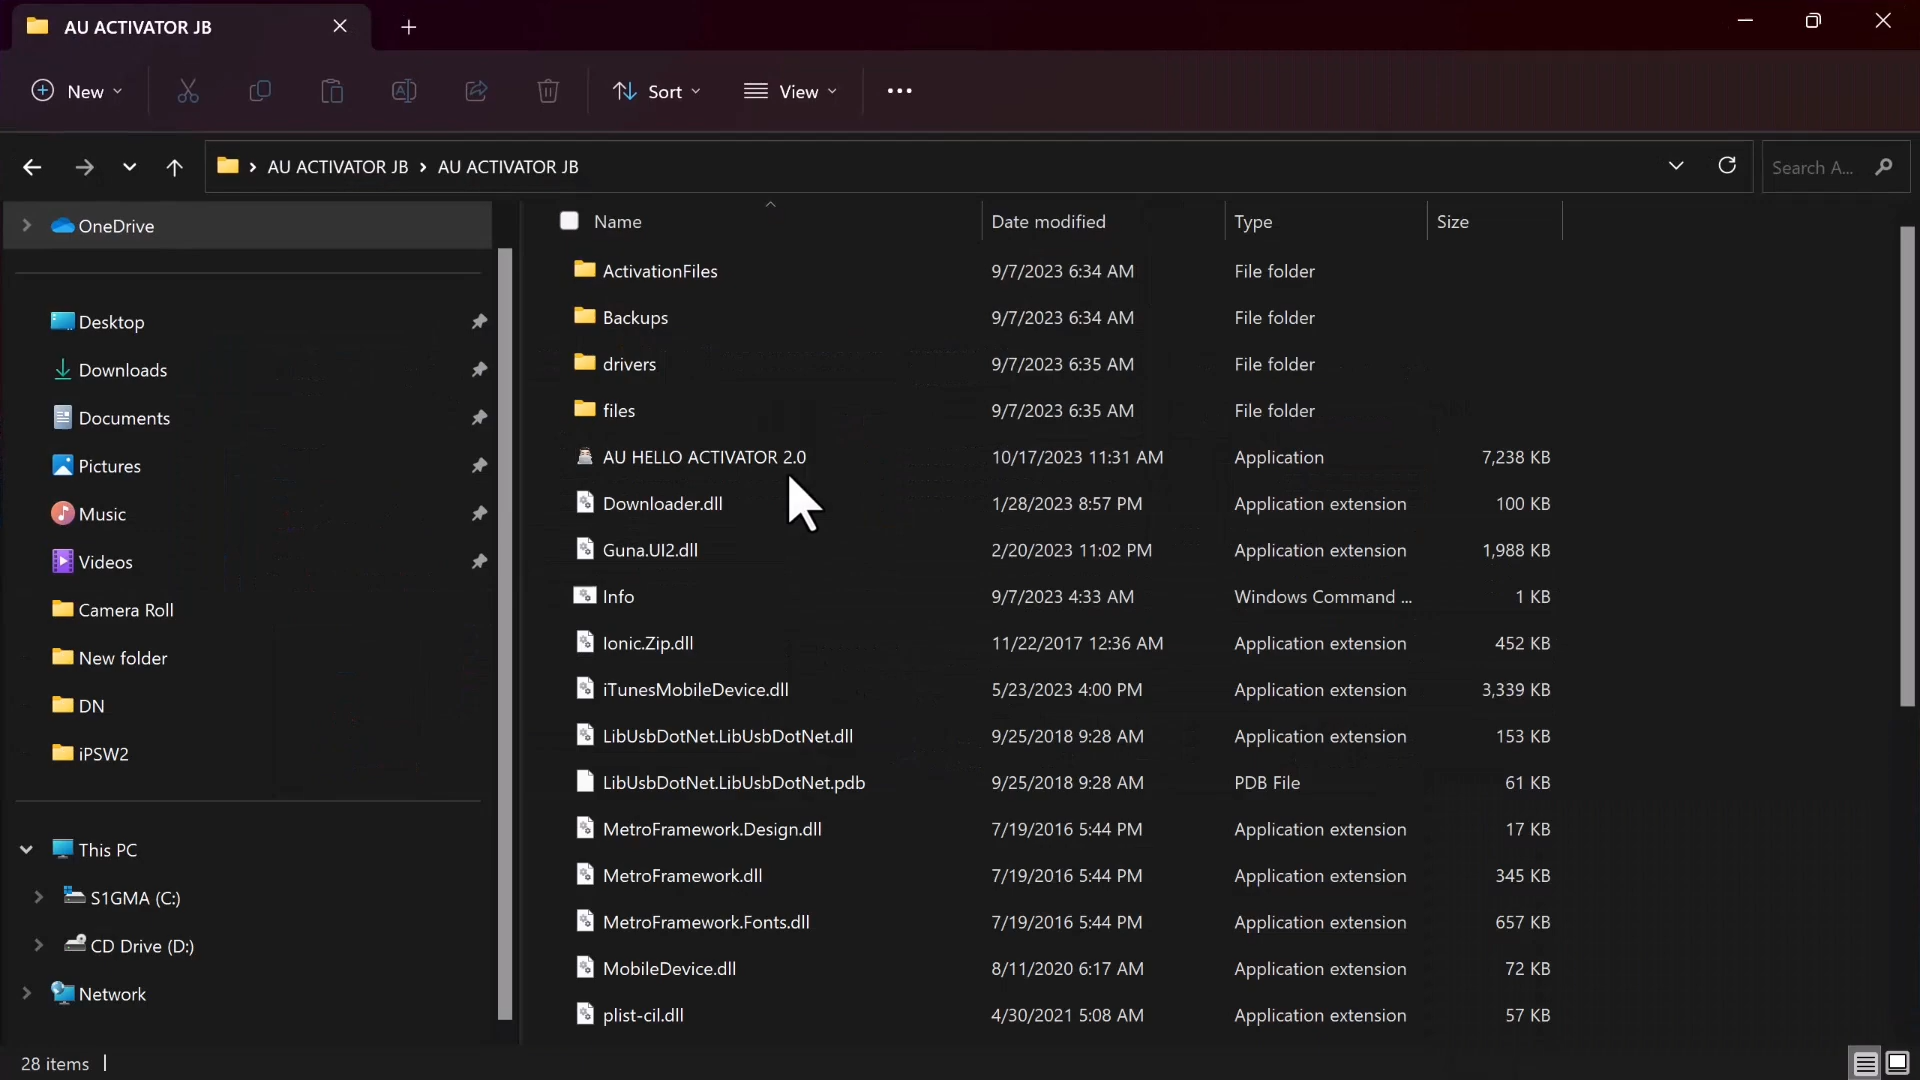 AU ACTIVATOR JB
New
Sort
View
AU ACTIVATOR JB > AU ACTIVATOR JB
Search A...
OneDrive
Desktop
Downloads
Documents
Pictures
Music
Videos
Camera Roll
New folder
DN
iPSW2
This PC
S1GMA (C:)
CD Drive (D:)
Network
Name Date modified Type Size
ActivationFiles 9/7/2023 6:34 AM File folder
Backups 9/7/2023 6:34 AM File folder
drivers 9/7/2023 6:35 AM File folder
files 9/7/2023 6:35 AM File folder
AU HELLO ACTIVATOR 2.0 10/17/2023 11:31 AM Application 7,238 KB
Downloader.dll 1/28/2023 8:57 PM Application extension 100 KB
Guna.UI2.dll 2/20/2023 11:02 PM Application extension 1,988 KB
Info 9/7/2023 4:33 AM Windows Command ... 1 KB
Ionic.Zip.dll 11/22/2017 12:36 AM Application extension 452 KB
iTunesMobileDevice.dll 5/23/2023 4:00 PM Application extension 3,339 KB
LibUsbDotNet.LibUsbDotNet.dll 9/25/2018 9:28 AM Application extension 153 KB
LibUsbDotNet.LibUsbDotNet.pdb 9/25/2018 9:28 AM PDB File 61 KB
MetroFramework.Design.dll 7/19/2016 5:44 PM Application extension 17 KB
MetroFramework.dll 7/19/2016 5:44 PM Application extension 345 KB
MetroFramework.Fonts.dll 7/19/2016 5:44 PM Application extension 657 KB
MobileDevice.dll 8/11/2020 6:17 AM Application extension 72 KB
plist-cil.dll 4/30/2021 5:08 AM Application extension 57 KB
28 items